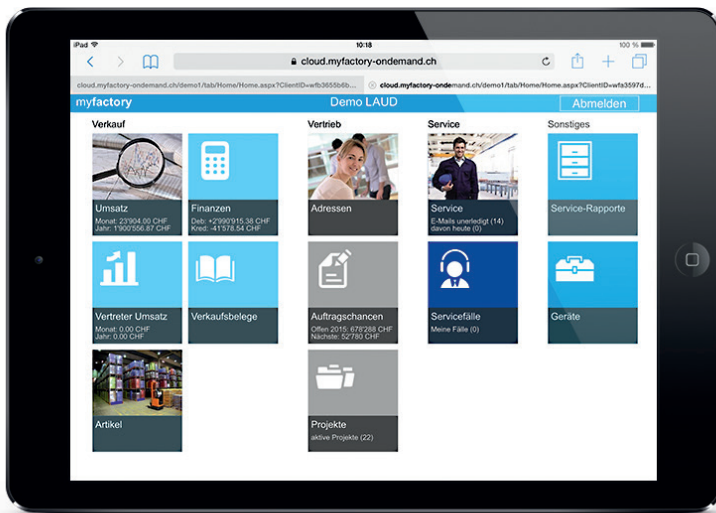 iPad
10:18
100 %
cloud.myfactory-ondemand.ch
cloud.myfactory-ondemand.ch/demo1/tab/Home/Home.aspx?ClientID=wfb3655b6b...
cloud.myfactory-ondemand.ch/demo1/tab/Home/Home.aspx?ClientID=wfa3597d...
myfactory
Demo LAUD
Abmelden
Verkauf
Vertrieb
Service
Sonstiges
Umsatz
Monat: 23'904.00 CHF
Jahr: 1'900'556.87 CHF
Finanzen
Deb: +2'990'915.38 CHF
Kred: -41'578.54 CHF
Adressen
Service
E-Mails unerledigt (14)
davon heute (0)
Service-Rapporte
Vertreter Umsatz
Monat: 0.00 CHF
Jahr: 0.00 CHF
Verkaufsbelege
Auftragschancen
Offen 2015: 678'288 CHF
Nächste: 52'780 CHF
Servicefälle
Meine Fälle (0)
Geräte
Artikel
Projekte
aktive Projekte (22)